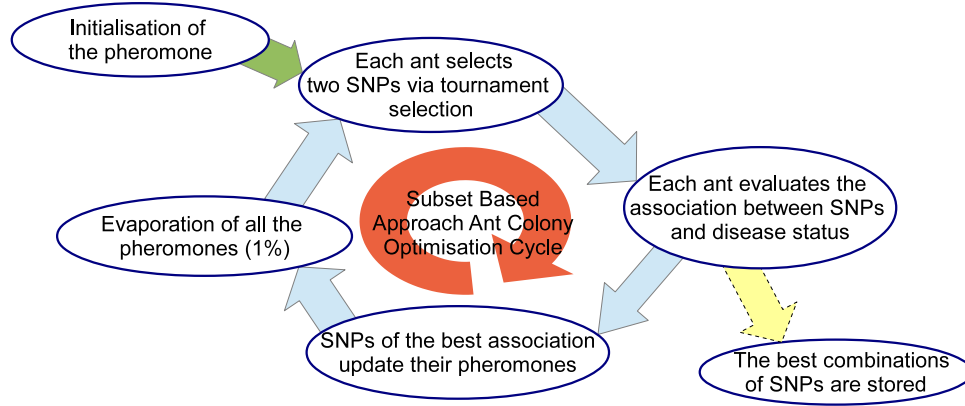 Initialisation of
the pheromone
Each ant selects
two SNPs via tournament
selection
Each ant evaluates the
association between SNPs
and disease status
The best combinations
of SNPs are stored
SNPs of the best association
update their pheromones
Evaporation of all the
pheromones (1%)
Subset Based
Approach Ant Colony
Optimisation Cycle